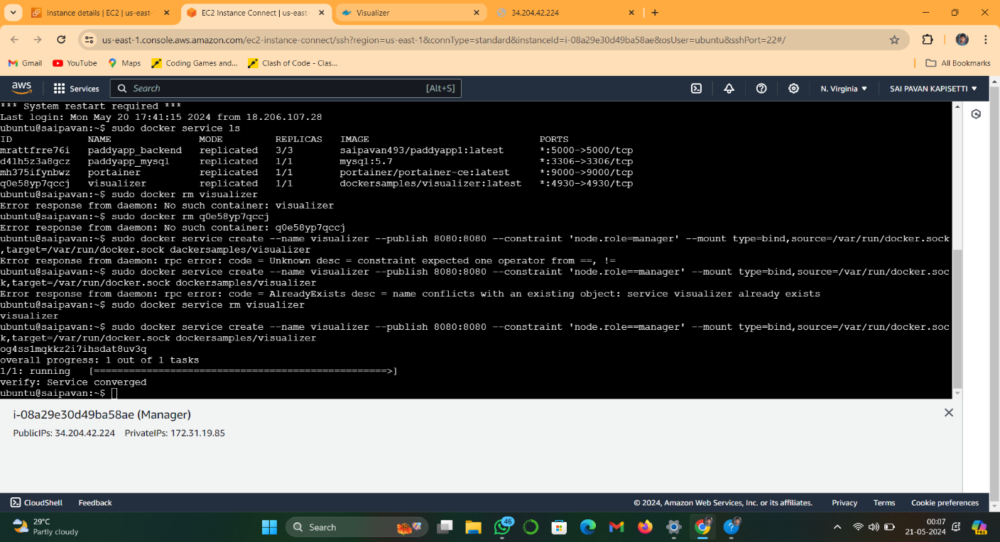 Instance details | EC2 | us-east-
EC2 Instance Connect | us-east-
Visualizer
34.204.42.224
us-east-1.console.aws.amazon.com/ec2-instance-connect/ssh?region=us-east-1&connType=standard&instanceId=i-08a29e30d49ba58ae&osUser=ubuntu&sshPort=22#/
Gmail
YouTube
Maps
Coding Games and...
Clash of Code - Clas...
All Bookmarks
aws
Services
Search
[Alt+S]
N. Virginia
SAI PAVAN KAPISETTI
*** System restart required ***
Last login: Mon May 20 17:41:15 2024 from 18.206.107.28
ubuntu@saipavan:~$ sudo docker service ls
ID NAME MODE REPLICAS IMAGE PORTS
mrattfrre76i paddyapp_backend replicated 3/3 saipavan493/paddyapp1:latest *:5000->5000/tcp
d41h5z3a8gcz paddyapp_mysql replicated 1/1 mysql:5.7 *:3306->3306/tcp
mh375ifynbwz portainer replicated 1/1 portainer/portainer-ce:latest *:9000->9000/tcp
q0e58yp7qccj visualizer replicated 1/1 dockersamples/visualizer:latest *:4930->4930/tcp
ubuntu@saipavan:~$ sudo docker rm visualizer
Error response from daemon: No such container: visualizer
ubuntu@saipavan:~$ sudo docker rm q0e58yp7qccj
Error response from daemon: No such container: q0e58yp7qccj
ubuntu@saipavan:~$ sudo docker service create --name visualizer --publish 8080:8080 --constraint 'node.role=manager' --mount type=bind,source=/var/run/docker.sock
,target=/var/run/docker.sock dackersamples/visualizer
Error response from daemon: rpc error: code = Unknown desc = constraint expected one operator from ==, !=
ubuntu@saipavan:~$ sudo docker service create --name visualizer --publish 8080:8080 --constraint 'node.role==manager' --mount type=bind,source=/var/run/docker.soc
k,target=/var/run/docker.sock dockersamples/visualizer
Error response from daemon: rpc error: code = AlreadyExists desc = name conflicts with an existing object: service visualizer already exists
ubuntu@saipavan:~$ sudo docker service rm visualizer
visualizer
ubuntu@saipavan:~$ sudo docker service create --name visualizer --publish 8080:8080 --constraint 'node.role==manager' --mount type=bind,source=/var/run/docker.soc
k,target=/var/run/docker.sock dockersamples/visualizer
og4ss1mqkkz2i7ihsdat8uv3q
overall progress: 1 out of 1 tasks
1/1: running [==================================================>]
verify: Service converged
ubuntu@saipavan:~$
i-08a29e30d49ba58ae (Manager)
PublicIPs: 34.204.42.224 PrivateIPs: 172.31.19.85
CloudShell
Feedback
© 2024, Amazon Web Services, Inc. or its affiliates.
Privacy
Terms
Cookie preferences
29°C
Partly cloudy
Search
46
00:07
21-05-2024
PRE